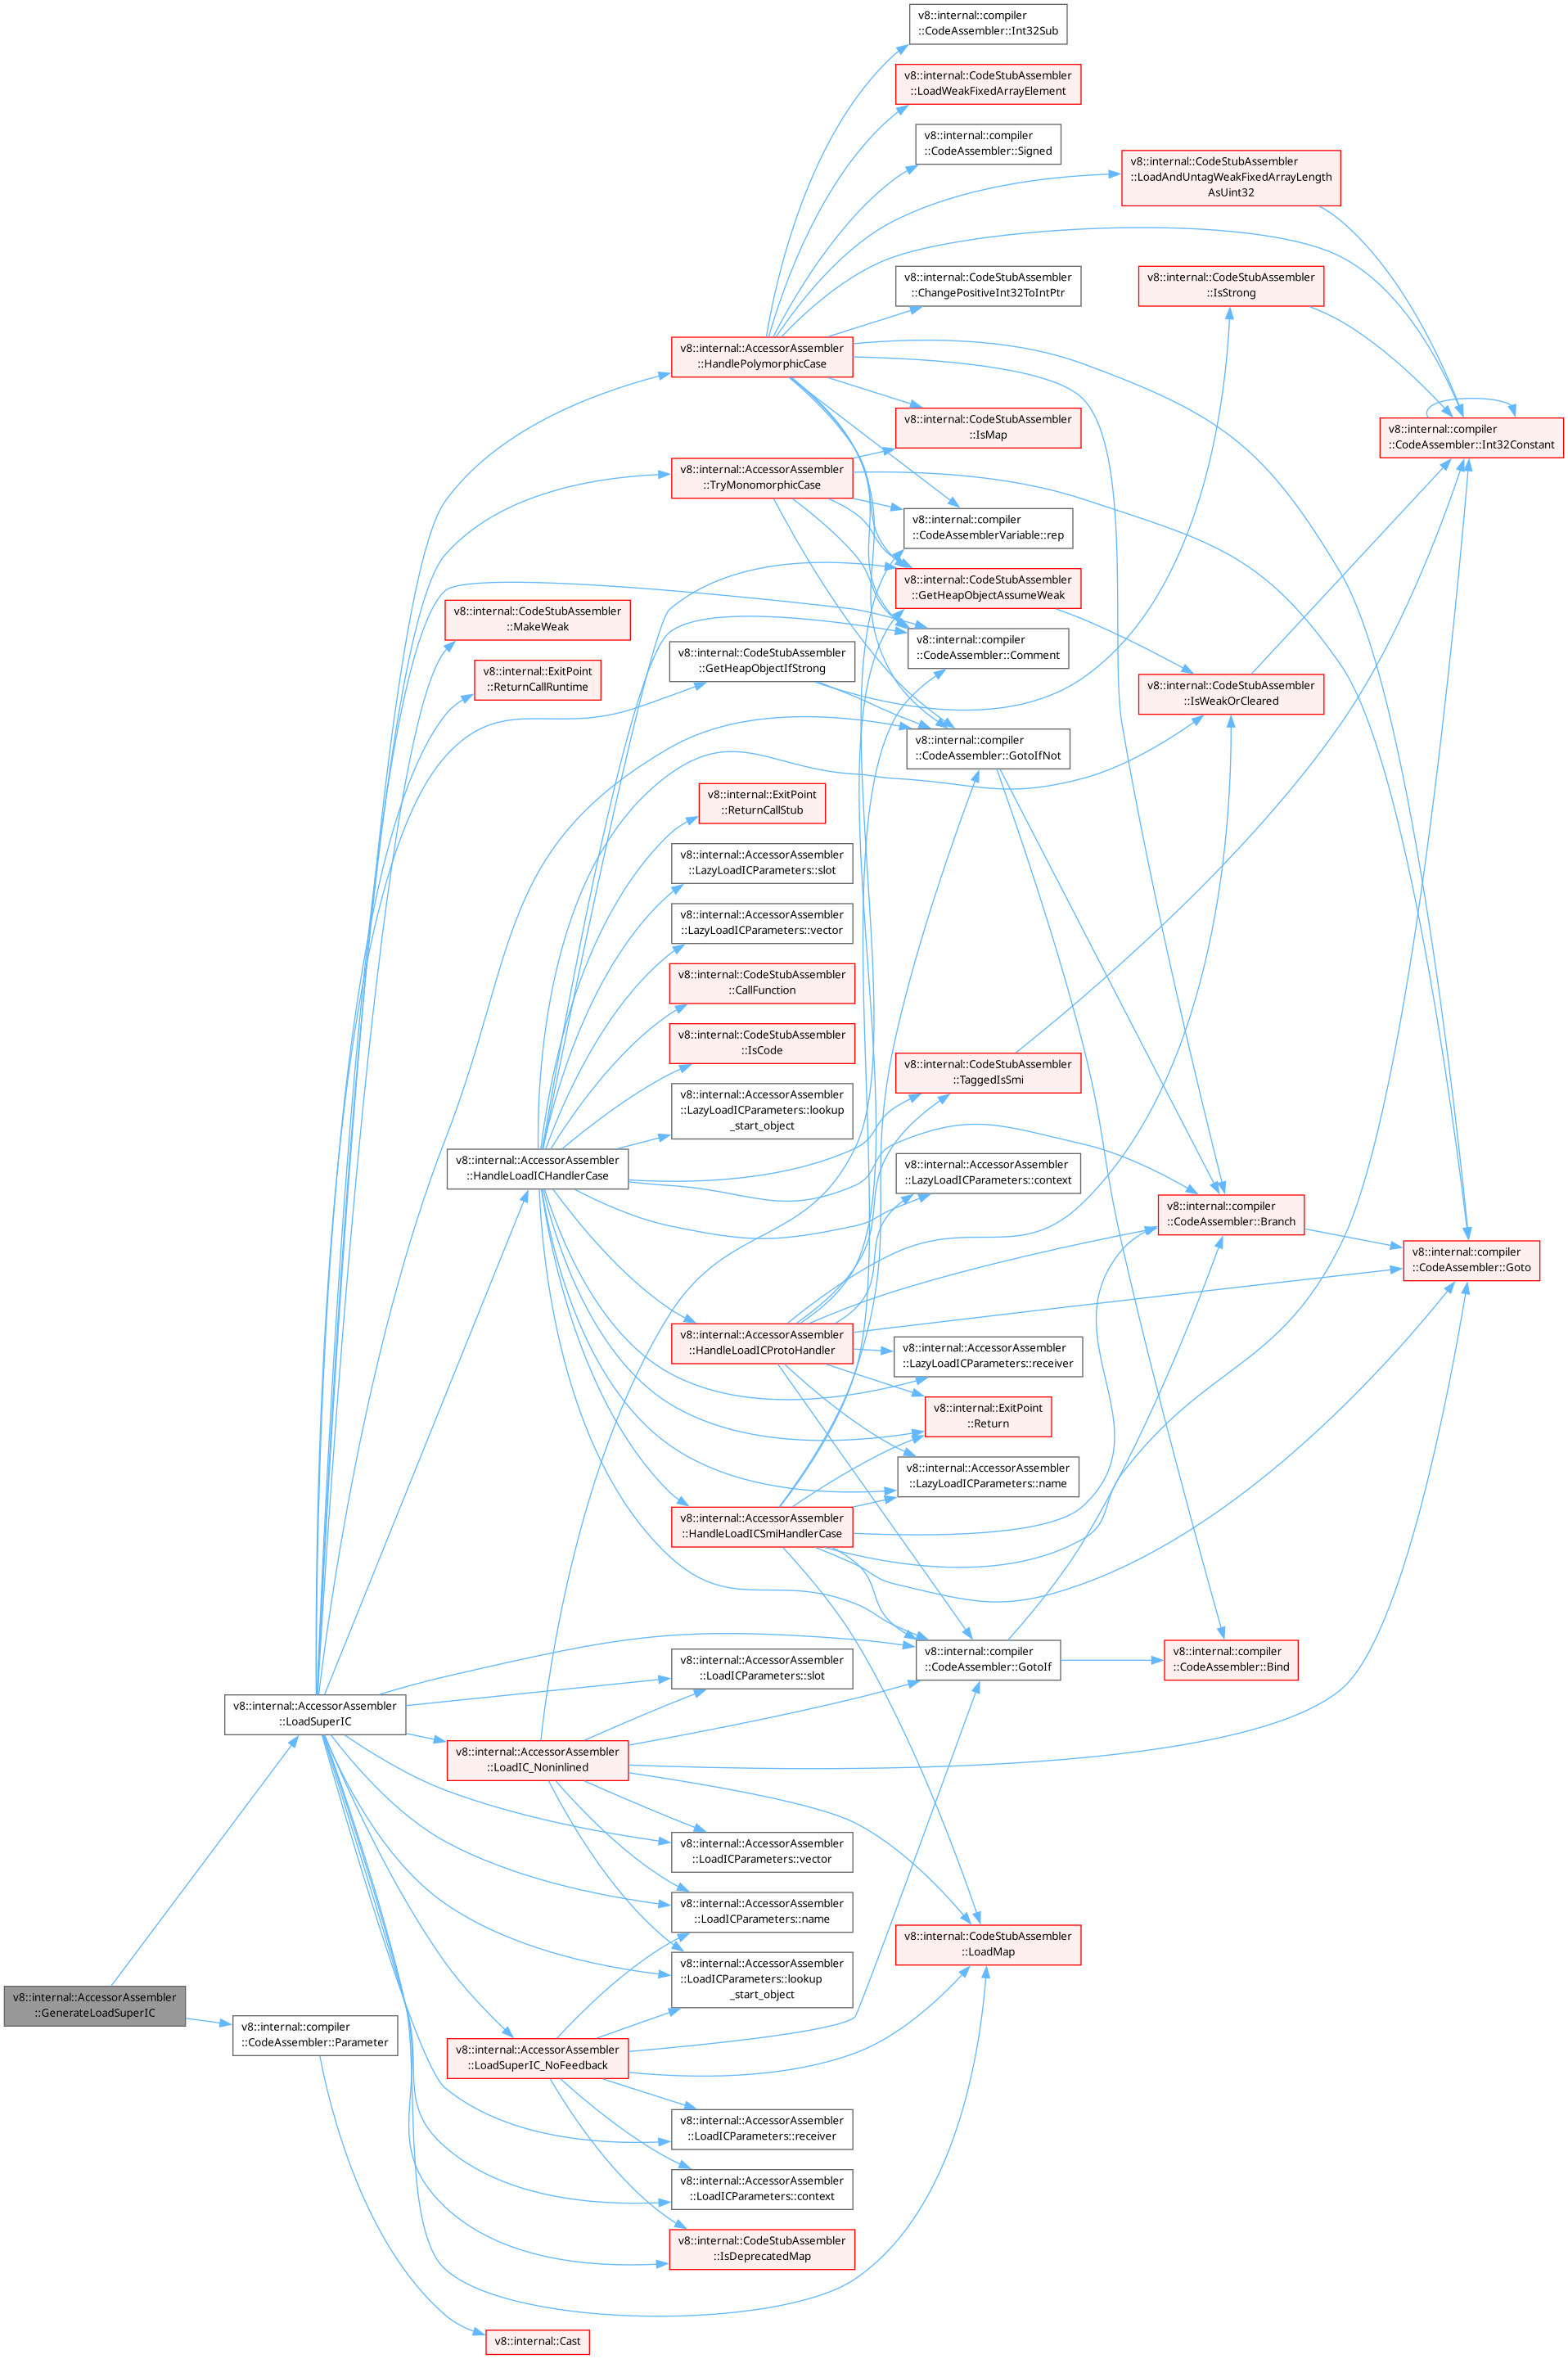 v8::internal::compiler
::CodeAssembler::Int32Sub
v8::internal::CodeStubAssembler
::LoadWeakFixedArrayElement
v8::internal::compiler
::CodeAssembler::Signed
v8::internal::CodeStubAssembler
::LoadAndUntagWeakFixedArrayLength
AsUint32
v8::internal::CodeStubAssembler
::ChangePositiveInt32ToIntPtr
v8::internal::CodeStubAssembler
::IsStrong
v8::internal::AccessorAssembler
::HandlePolymorphicCase
v8::internal::CodeStubAssembler
::IsMap
v8::internal::compiler
::CodeAssembler::Int32Constant
v8::internal::AccessorAssembler
::TryMonomorphicCase
v8::internal::compiler
::CodeAssemblerVariable::rep
v8::internal::CodeStubAssembler
::GetHeapObjectAssumeWeak
v8::internal::CodeStubAssembler
::MakeWeak
v8::internal::compiler
::CodeAssembler::Comment
v8::internal::ExitPoint
::ReturnCallRuntime
v8::internal::CodeStubAssembler
::GetHeapObjectIfStrong
v8::internal::CodeStubAssembler
::IsWeakOrCleared
v8::internal::compiler
::CodeAssembler::GotoIfNot
v8::internal::ExitPoint
::ReturnCallStub
v8::internal::AccessorAssembler
::LazyLoadICParameters::slot
v8::internal::AccessorAssembler
::LazyLoadICParameters::vector
v8::internal::CodeStubAssembler
::CallFunction
v8::internal::CodeStubAssembler
::IsCode
v8::internal::CodeStubAssembler
::TaggedIsSmi
v8::internal::AccessorAssembler
::LazyLoadICParameters::lookup
_start_object
v8::internal::AccessorAssembler
::HandleLoadICHandlerCase
v8::internal::AccessorAssembler
::LazyLoadICParameters::context
v8::internal::compiler
::CodeAssembler::Branch
v8::internal::compiler
::CodeAssembler::Goto
v8::internal::AccessorAssembler
::HandleLoadICProtoHandler
v8::internal::AccessorAssembler
::LazyLoadICParameters::receiver
v8::internal::ExitPoint
::Return
v8::internal::AccessorAssembler
::LazyLoadICParameters::name
v8::internal::AccessorAssembler
::HandleLoadICSmiHandlerCase
v8::internal::compiler
::CodeAssembler::GotoIf
v8::internal::compiler
::CodeAssembler::Bind
v8::internal::AccessorAssembler
::LoadICParameters::slot
v8::internal::AccessorAssembler
::LoadSuperIC
v8::internal::AccessorAssembler
::LoadIC_Noninlined
v8::internal::AccessorAssembler
::LoadICParameters::vector
v8::internal::AccessorAssembler
::LoadICParameters::name
v8::internal::CodeStubAssembler
::LoadMap
v8::internal::AccessorAssembler
::LoadICParameters::lookup
_start_object
v8::internal::AccessorAssembler
::GenerateLoadSuperIC
v8::internal::compiler
::CodeAssembler::Parameter
v8::internal::AccessorAssembler
::LoadSuperIC_NoFeedback
v8::internal::AccessorAssembler
::LoadICParameters::receiver
v8::internal::AccessorAssembler
::LoadICParameters::context
v8::internal::CodeStubAssembler
::IsDeprecatedMap
v8::internal::Cast